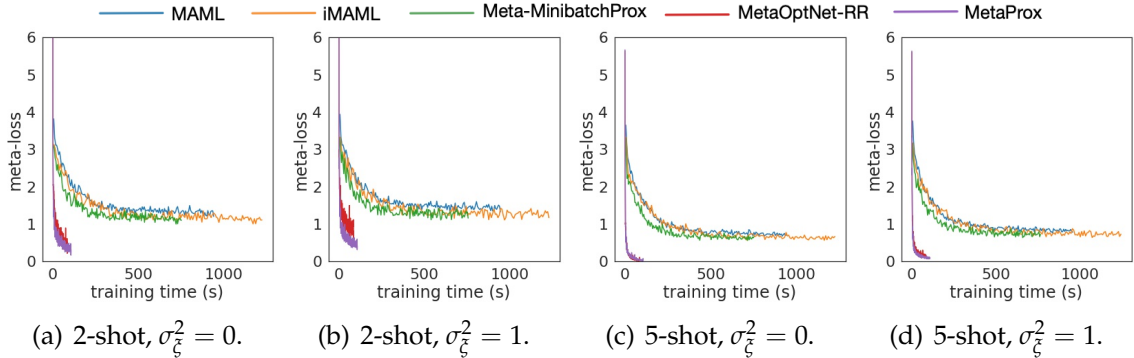 MAML iMAML Meta-MinibatchProx MetaOptNet-RR MetaProx
6 5 4 3 2 1 0
meta-loss
0 500 1000
training time (s)
(a) 2-shot, σ²_ξ̃ = 0.
6 5 4 3 2 1 0
meta-loss
0 500 1000
training time (s)
(b) 2-shot, σ²_ξ̃ = 1.
6 5 4 3 2 1 0
meta-loss
0 500 1000
training time (s)
(c) 5-shot, σ²_ξ̃ = 0.
6 5 4 3 2 1 0
meta-loss
0 500 1000
training time (s)
(d) 5-shot, σ²_ξ̃ = 1.